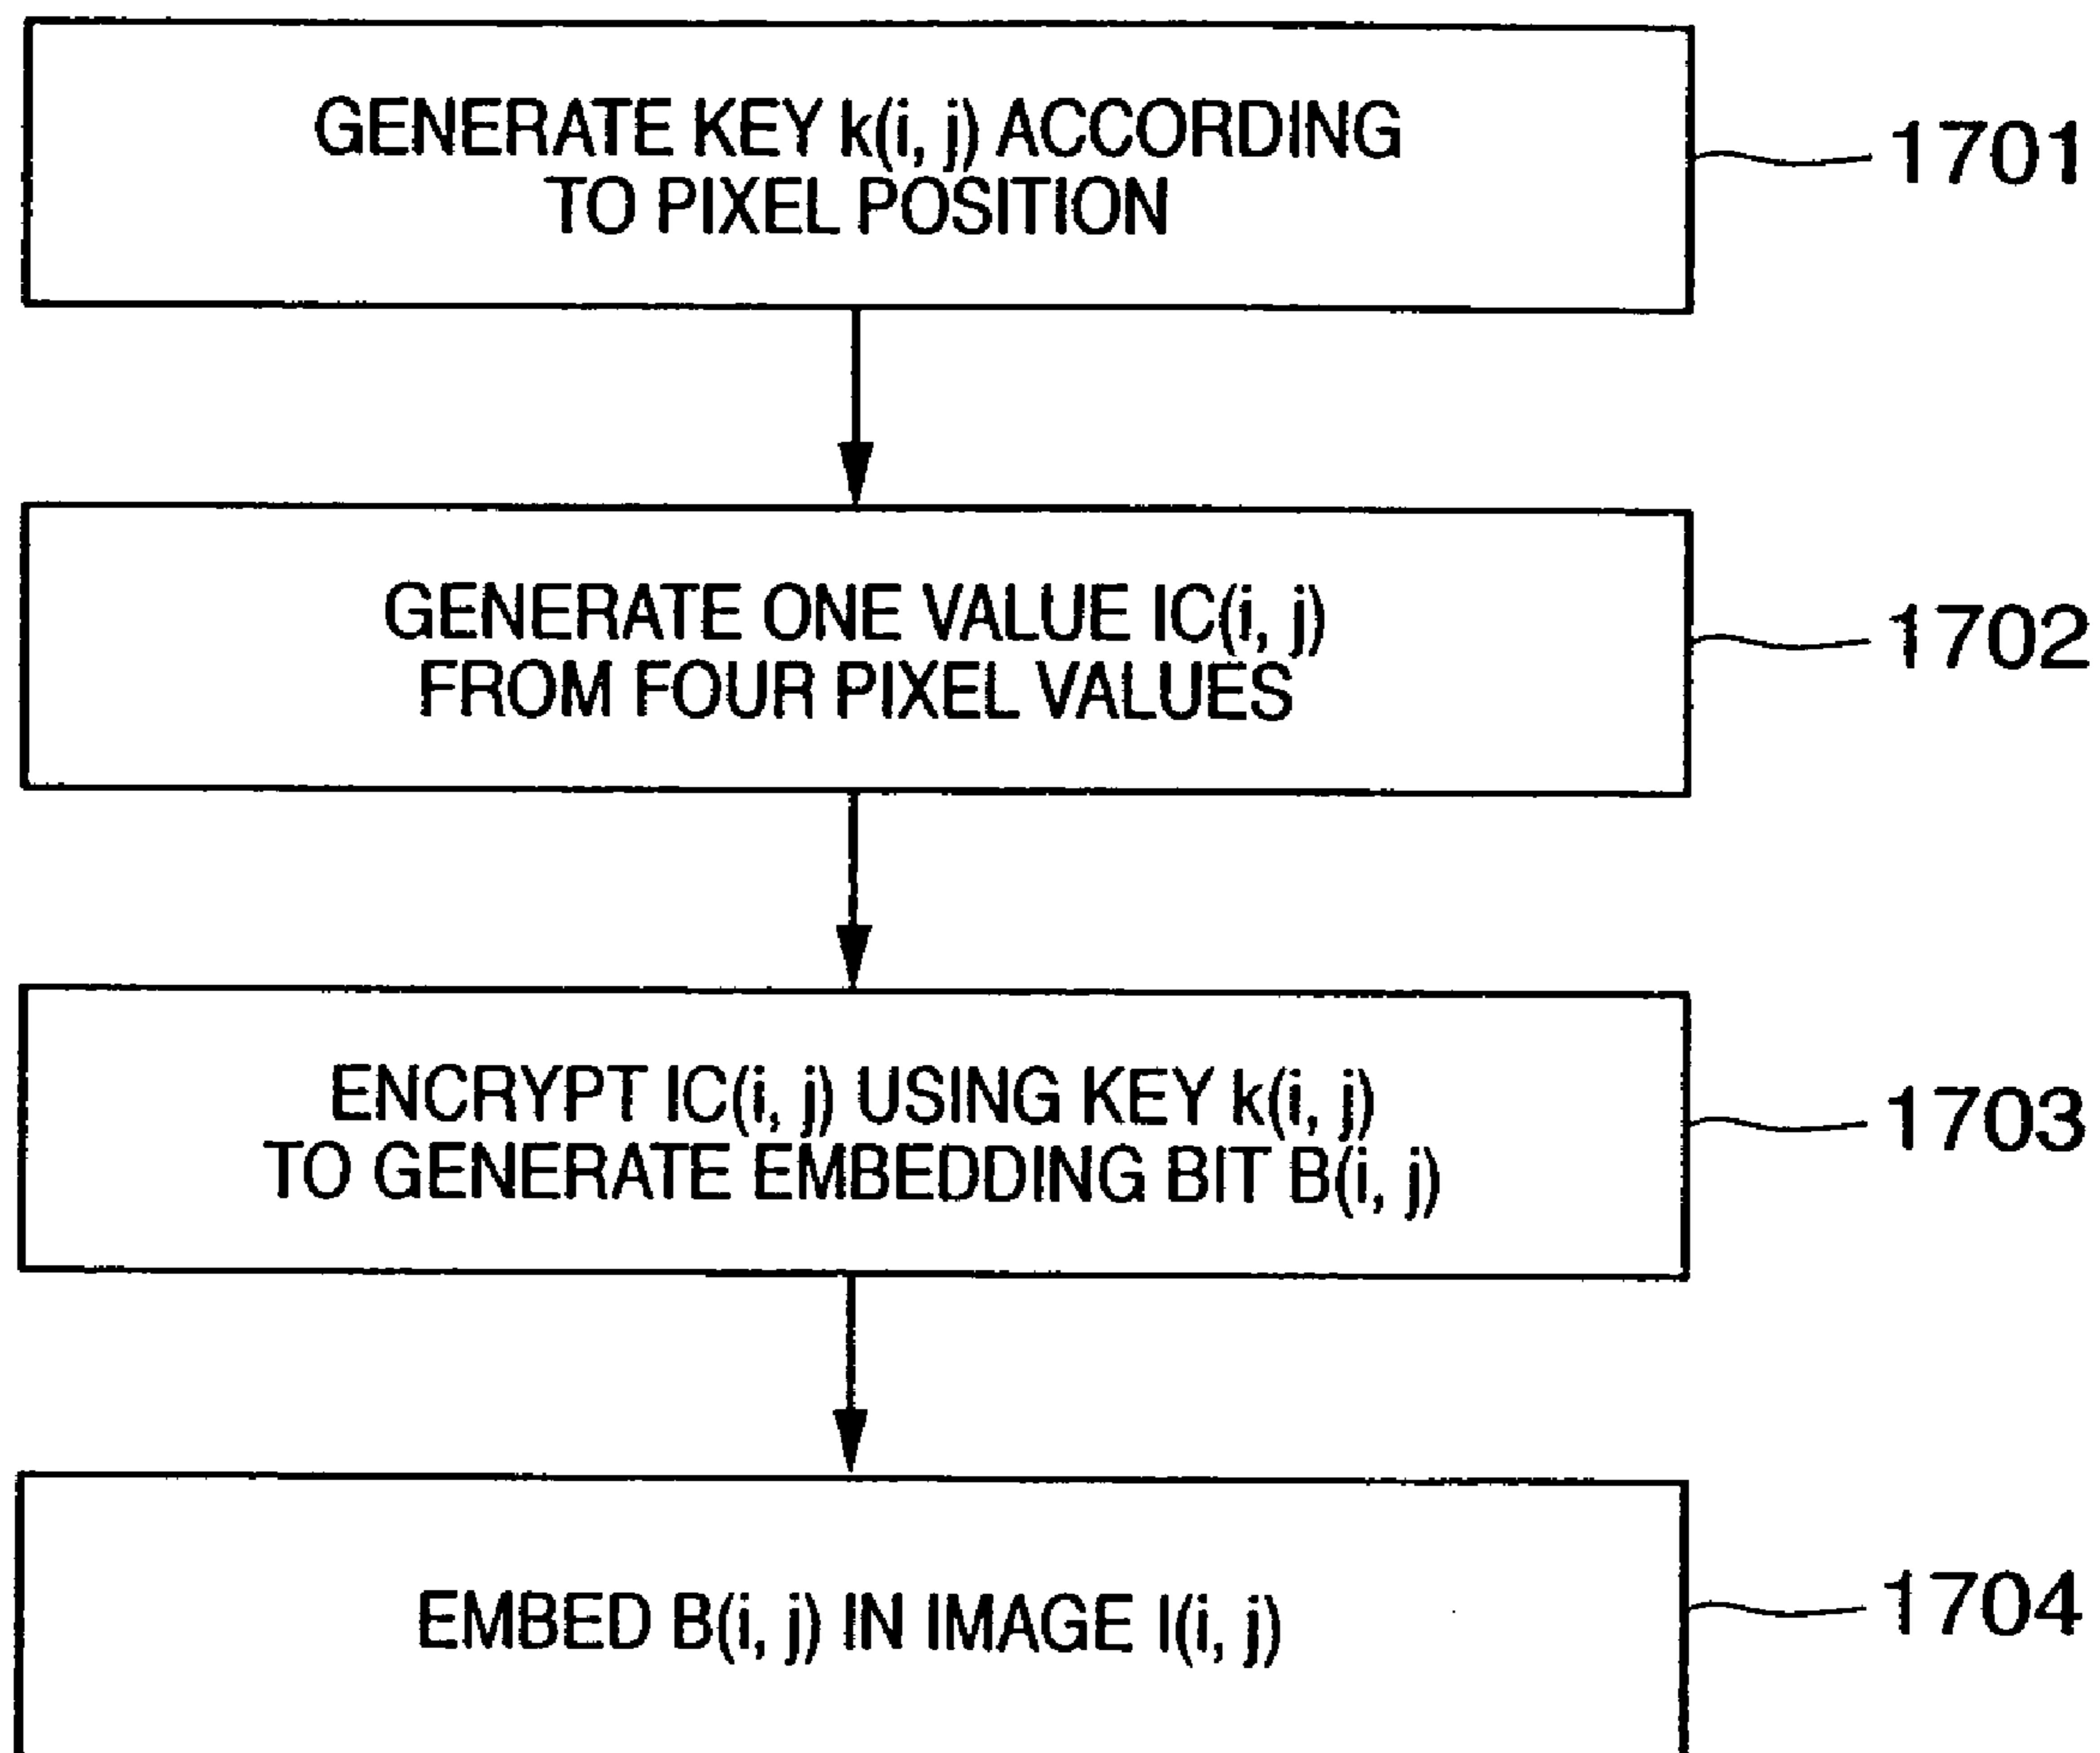 GENERATE KEY k(i, j) ACCORDING
TO PIXEL POSITION
1701
GENERATE ONE VALUE IC(i, j)
FROM FOUR PIXEL VALUES
1702
ENCRYPT IC(i, j) USING KEY k(i, j)
TO GENERATE EMBEDDING BIT B(i, j)
1703
EMBED B(i, j) IN IMAGE I(i, j)
1704